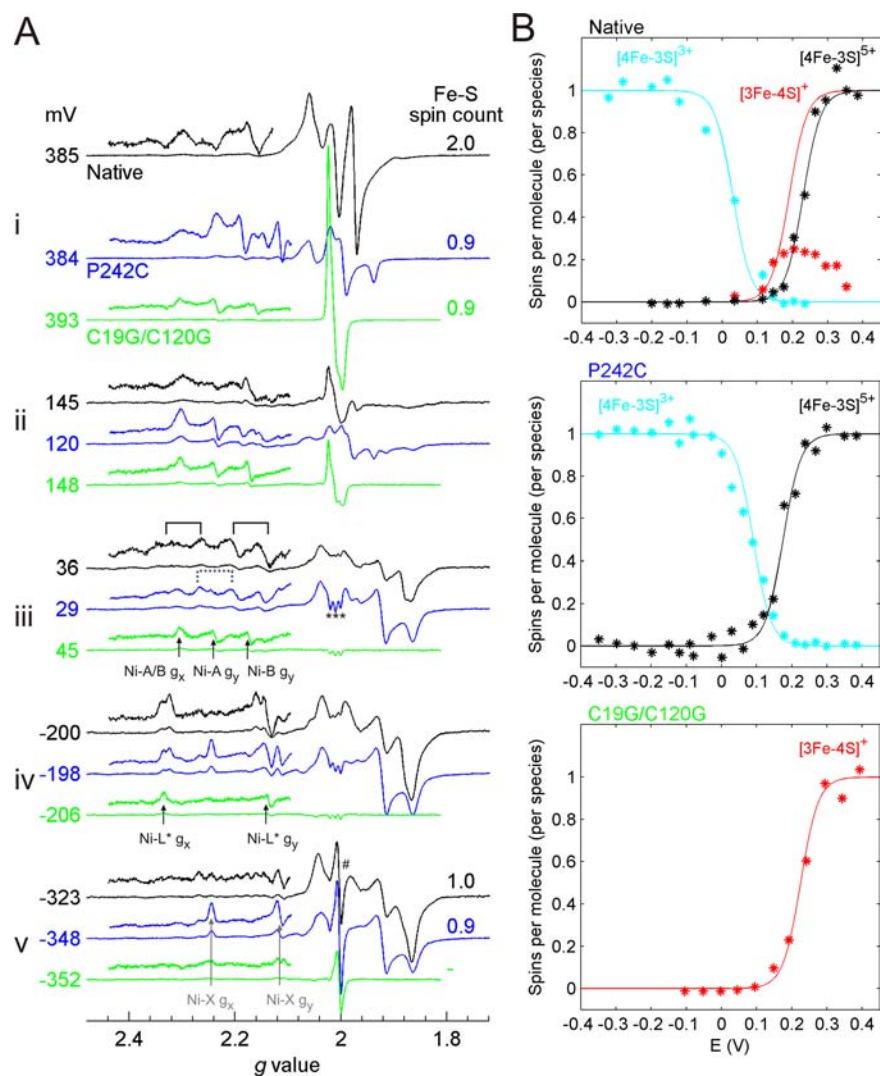 A
B
mV
Fe-S
spin count
385
Native
2.0
i
384
P242C
0.9
393
C19G/C120G
0.9
ii
145
120
148
iii
36
29
***
45
Ni-A/B gx
Ni-A gy
Ni-B gy
iv
-200
-198
-206
Ni-L* gx
Ni-L* gy
v
-323
#
1.0
-348
0.9
-352
-
Ni-X gx
Ni-X gy
2.4 2.2 2 1.8
g value
Native
[4Fe-3S]3+
[4Fe-3S]5+
[3Fe-4S]+
Spins per molecule (per species)
1
0.8
0.6
0.4
0.2
0
-0.4 -0.3 -0.2 -0.1 0 0.1 0.2 0.3 0.4
P242C
[4Fe-3S]3+
[4Fe-3S]5+
Spins per molecule (per species)
1
0.8
0.6
0.4
0.2
0
-0.4 -0.3 -0.2 -0.1 0 0.1 0.2 0.3 0.4
C19G/C120G
[3Fe-4S]+
Spins per molecule (per species)
1
0.8
0.6
0.4
0.2
0
-0.4 -0.3 -0.2 -0.1 0 0.1 0.2 0.3 0.4
E (V)